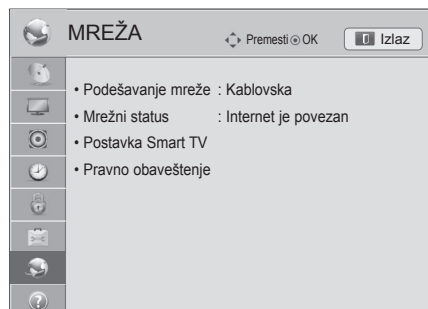 MREŽA
Premesti OK
Izlaz
• Podešavanje mreže : Kablovska
• Mrežni status : Internet je povezan
• Postavka Smart TV
• Pravno obaveštenje